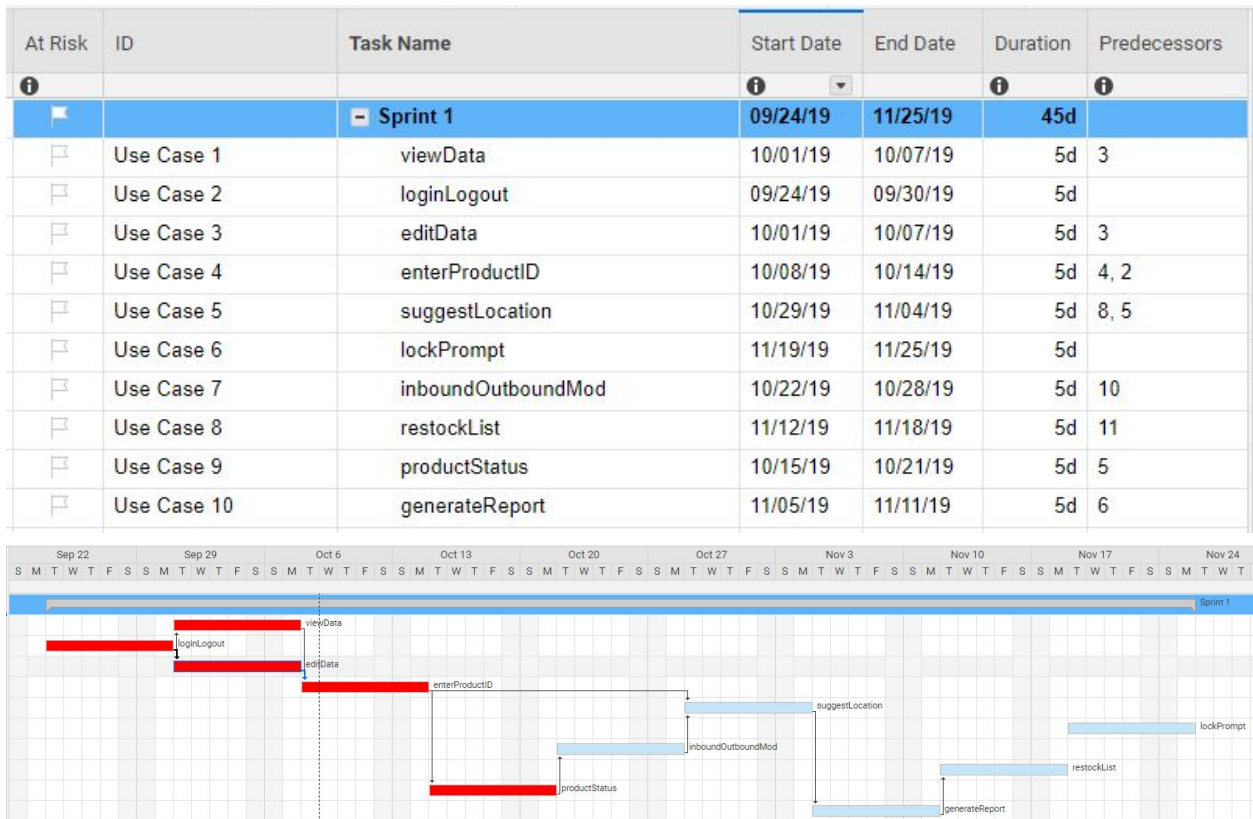 At Risk ID Task Name Start Date End Date Duration Predecessors
Sprint 1 09/24/19 11/25/19 45d
Use Case 1 viewData 10/01/19 10/07/19 5d 3
Use Case 2 loginLogout 09/24/19 09/30/19 5d
Use Case 3 editData 10/01/19 10/07/19 5d 3
Use Case 4 enterProductID 10/08/19 10/14/19 5d 4, 2
Use Case 5 suggestLocation 10/29/19 11/04/19 5d 8, 5
Use Case 6 lockPrompt 11/19/19 11/25/19 5d
Use Case 7 inboundOutboundMod 10/22/19 10/28/19 5d 10
Use Case 8 restockList 11/12/19 11/18/19 5d 11
Use Case 9 productStatus 10/15/19 10/21/19 5d 5
Use Case 10 generateReport 11/05/19 11/11/19 5d 6
Sep 22 Sep 29 Oct 6 Oct 13 Oct 20 Oct 27 Nov 3 Nov 10 Nov 17 Nov 24
S M T W T F S S M T W T F S S M T W T F S S M T W T F S S M T W T F S S M T W T F S S M T W T F S S M T W T F S S M T W T F S S M T W T
Sprint 1
viewData
loginLogout
editData
enterProductID
suggestLocation
lockPrompt
inboundOutboundMod
restockList
productStatus
generateReport